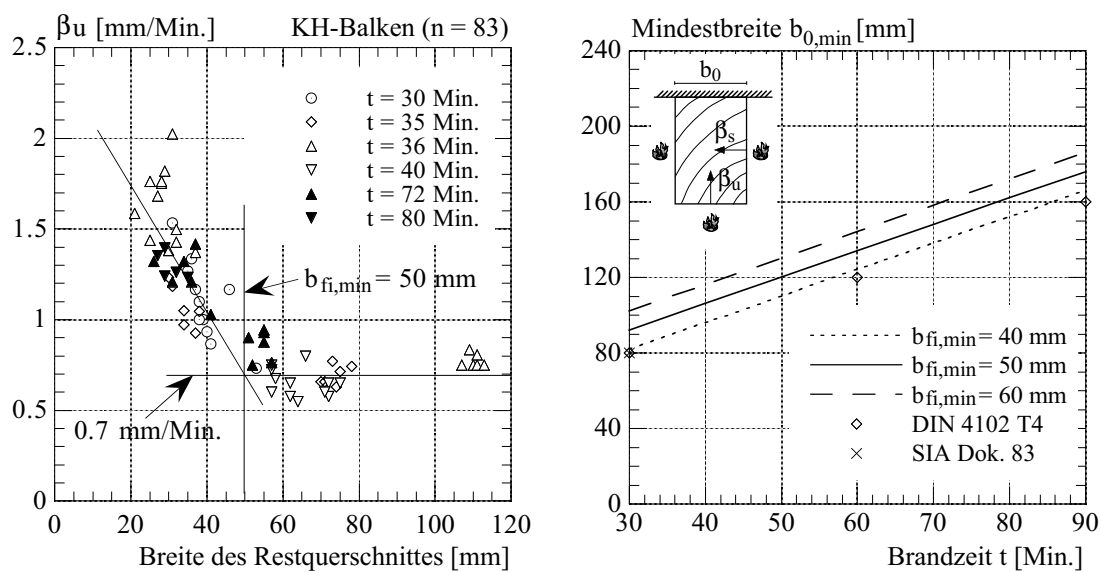 βu [mm/Min.]
KH-Balken (n = 83)
2.5
2
1.5
1
0.5
0
t = 30 Min.
t = 35 Min.
t = 36 Min.
t = 40 Min.
t = 72 Min.
t = 80 Min.
b fi,min = 50 mm
0.7 mm/Min.
0 20 40 60 80 100 120
Breite des Restquerschnittes [mm]
Mindestbreite b0,min [mm]
240
200
160
120
80
40
0
b0
βs
βu
b fi,min = 40 mm
b fi,min = 50 mm
b fi,min = 60 mm
DIN 4102 T4
SIA Dok. 83
30 40 50 60 70 80 90
Brandzeit t [Min.]